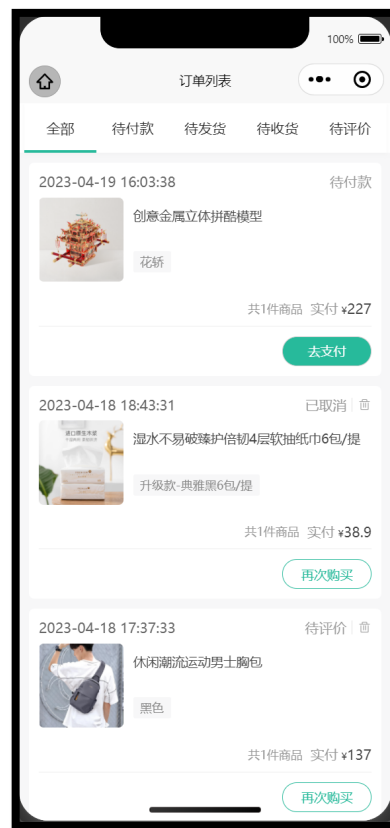 100%
订单列表
全部 待付款 待发货 待收货 待评价
2023-04-19 16:03:38 待付款
创意金属立体拼酷模型
花轿
共1件商品 实付 ¥227
去支付
2023-04-18 18:43:31 已取消
湿水不易破臻护倍韧4层软抽纸巾6包/提
升级款-典雅黑6包/提
共1件商品 实付 ¥38.9
再次购买
2023-04-18 17:37:33 待评价
休闲潮流运动男士胸包
黑色
共1件商品 实付 ¥137
再次购买